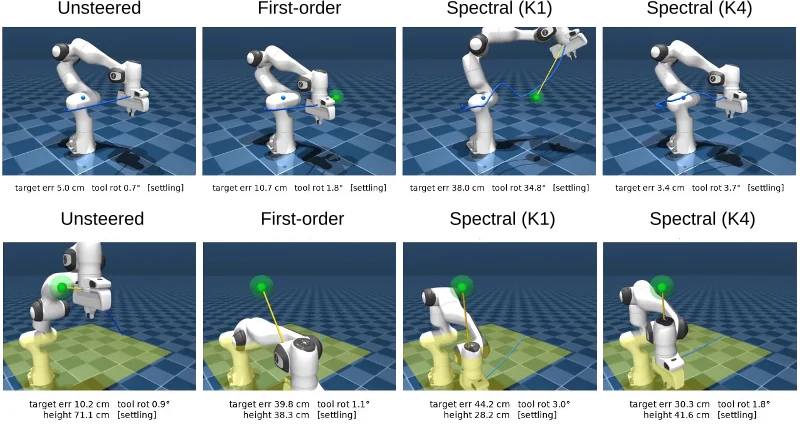 Unsteered First-order Spectral (K1) Spectral (K4)
target err 5.0 cm tool rot 0.7° [settling] target err 10.7 cm tool rot 1.8° [settling] target err 38.0 cm tool rot 34.8° [settling] target err 3.4 cm tool rot 3.7° [settling]
Unsteered First-order Spectral (K1) Spectral (K4)
target err 10.2 cm tool rot 0.9° target err 39.8 cm tool rot 1.1° target err 44.2 cm tool rot 3.0° target err 30.3 cm tool rot 1.8°
height 71.1 cm [settling] height 38.3 cm [settling] height 28.2 cm [settling] height 41.6 cm [settling]